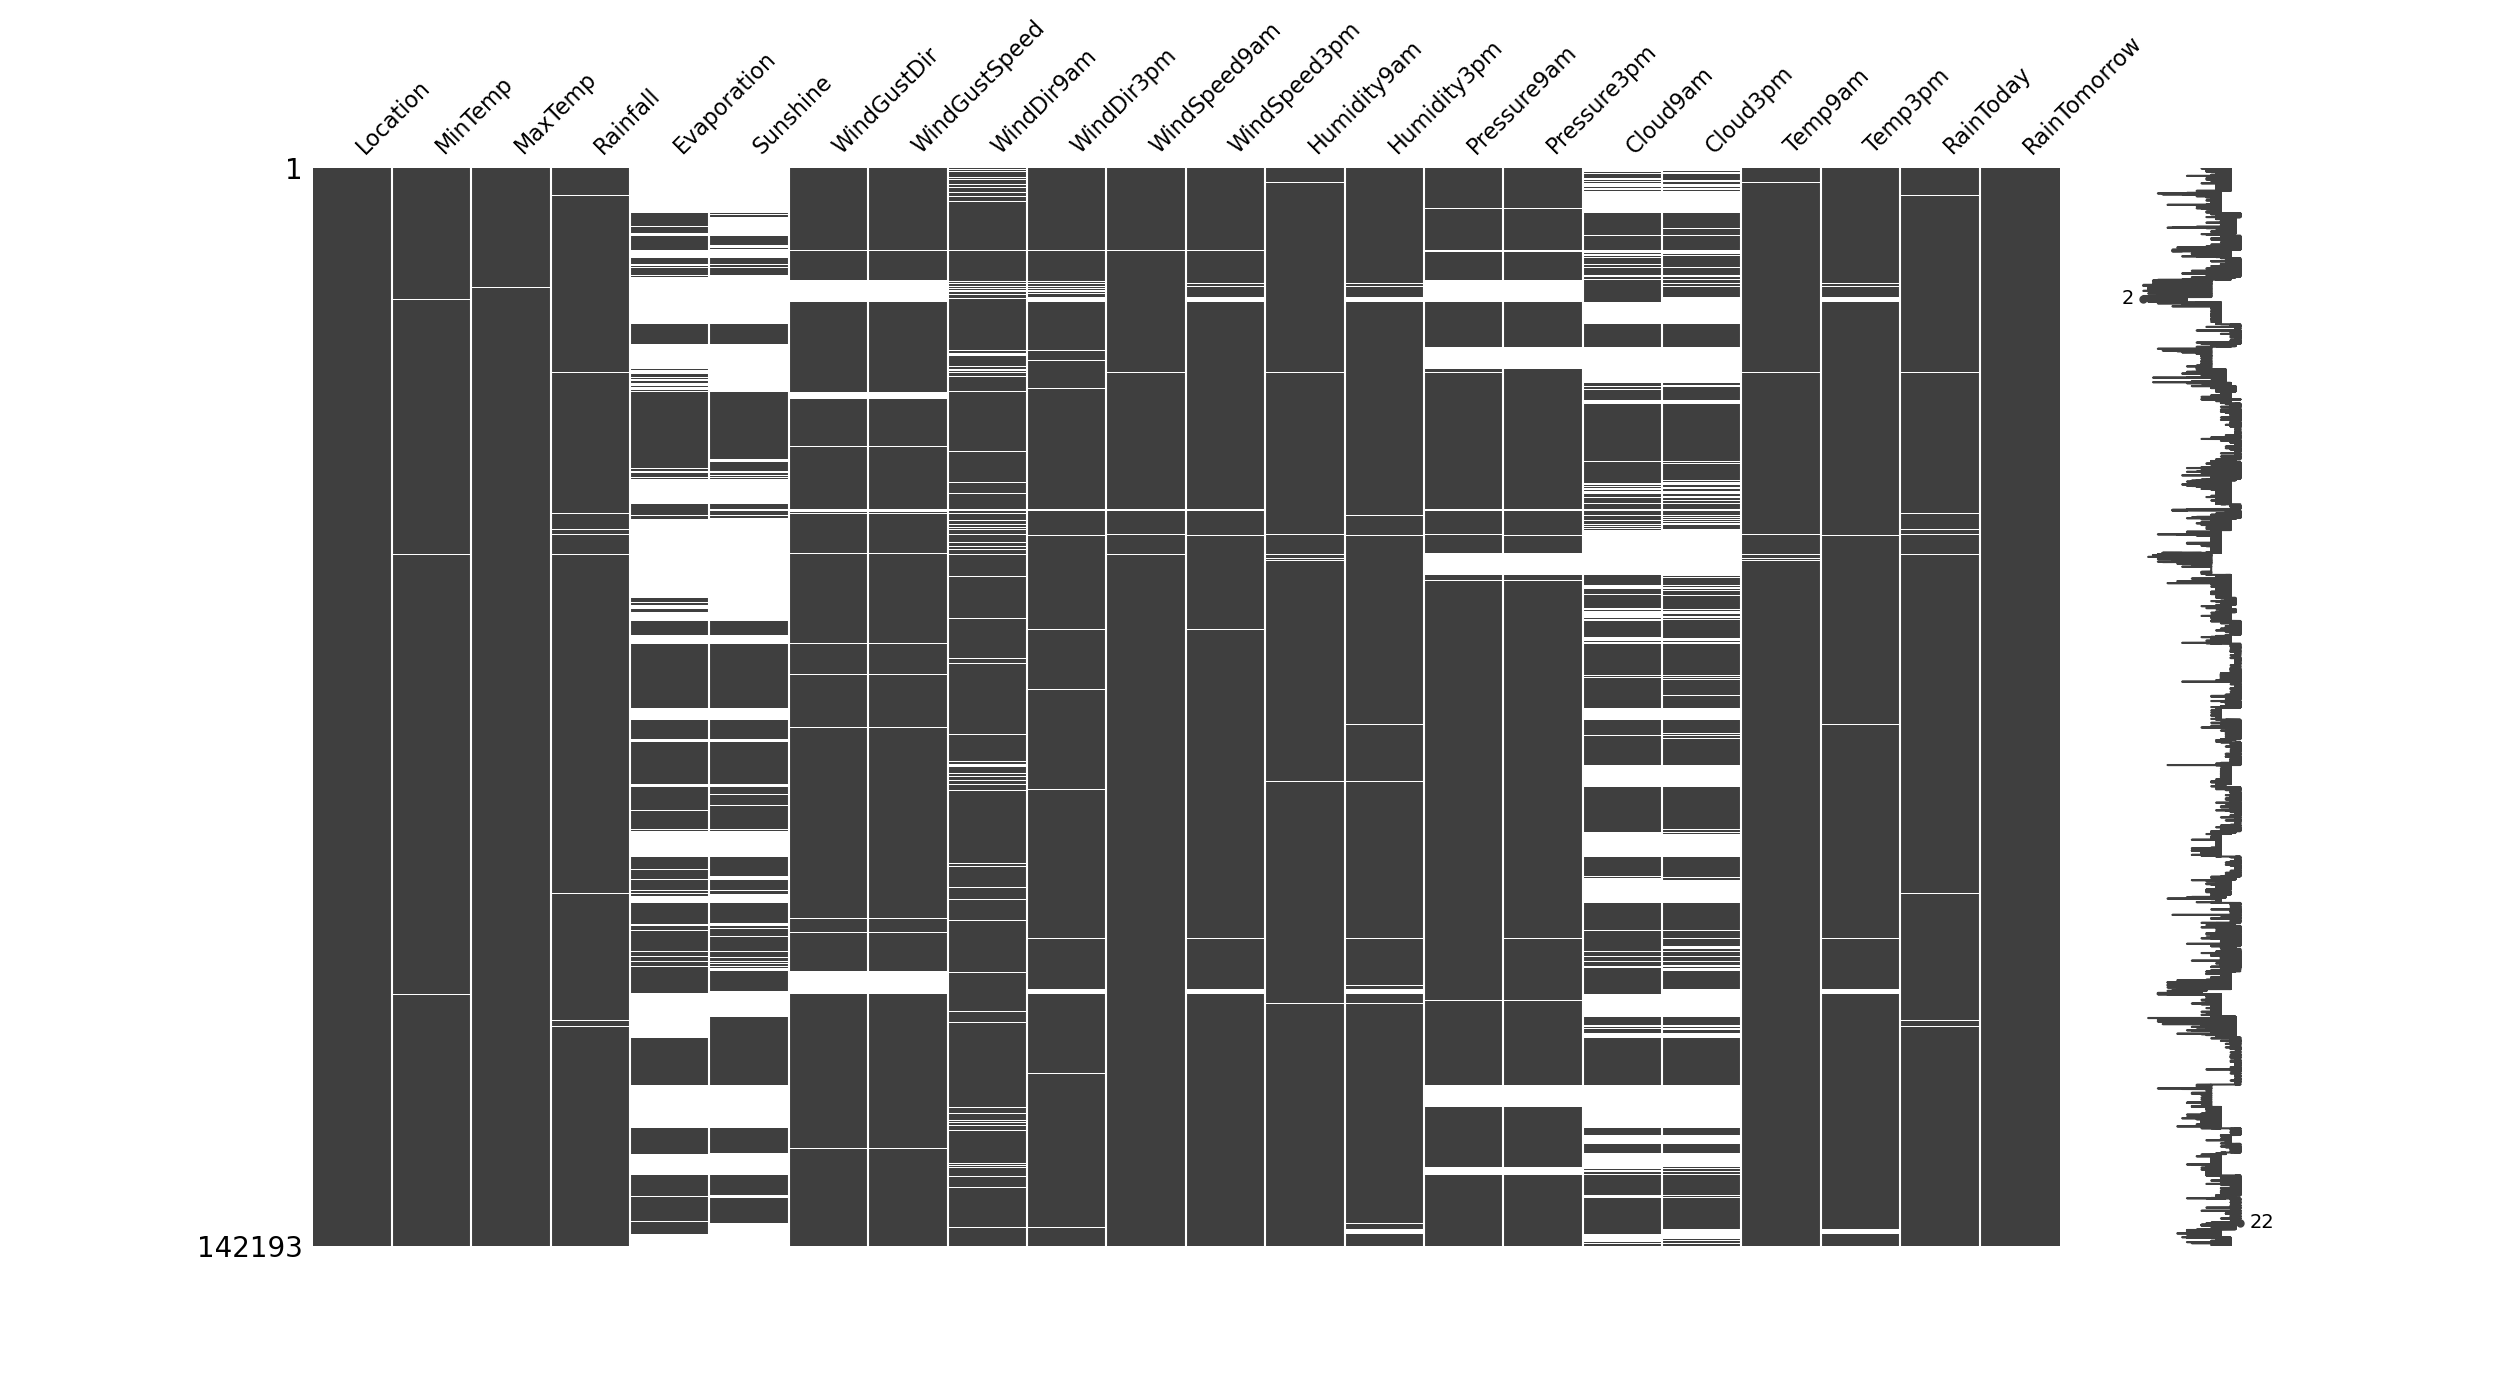 Location
MinTemp
MaxTemp
Rainfall
Evaporation
Sunshine
WindGustDir
WindGustSpeed
WindDir9am
WindDir3pm
WindSpeed9am
WindSpeed3pm
Humidity9am
Humidity3pm
Pressure9am
Pressure3pm
Cloud9am
Cloud3pm
Temp9am
Temp3pm
RainToday
RainTomorrow
1
2
22
142193